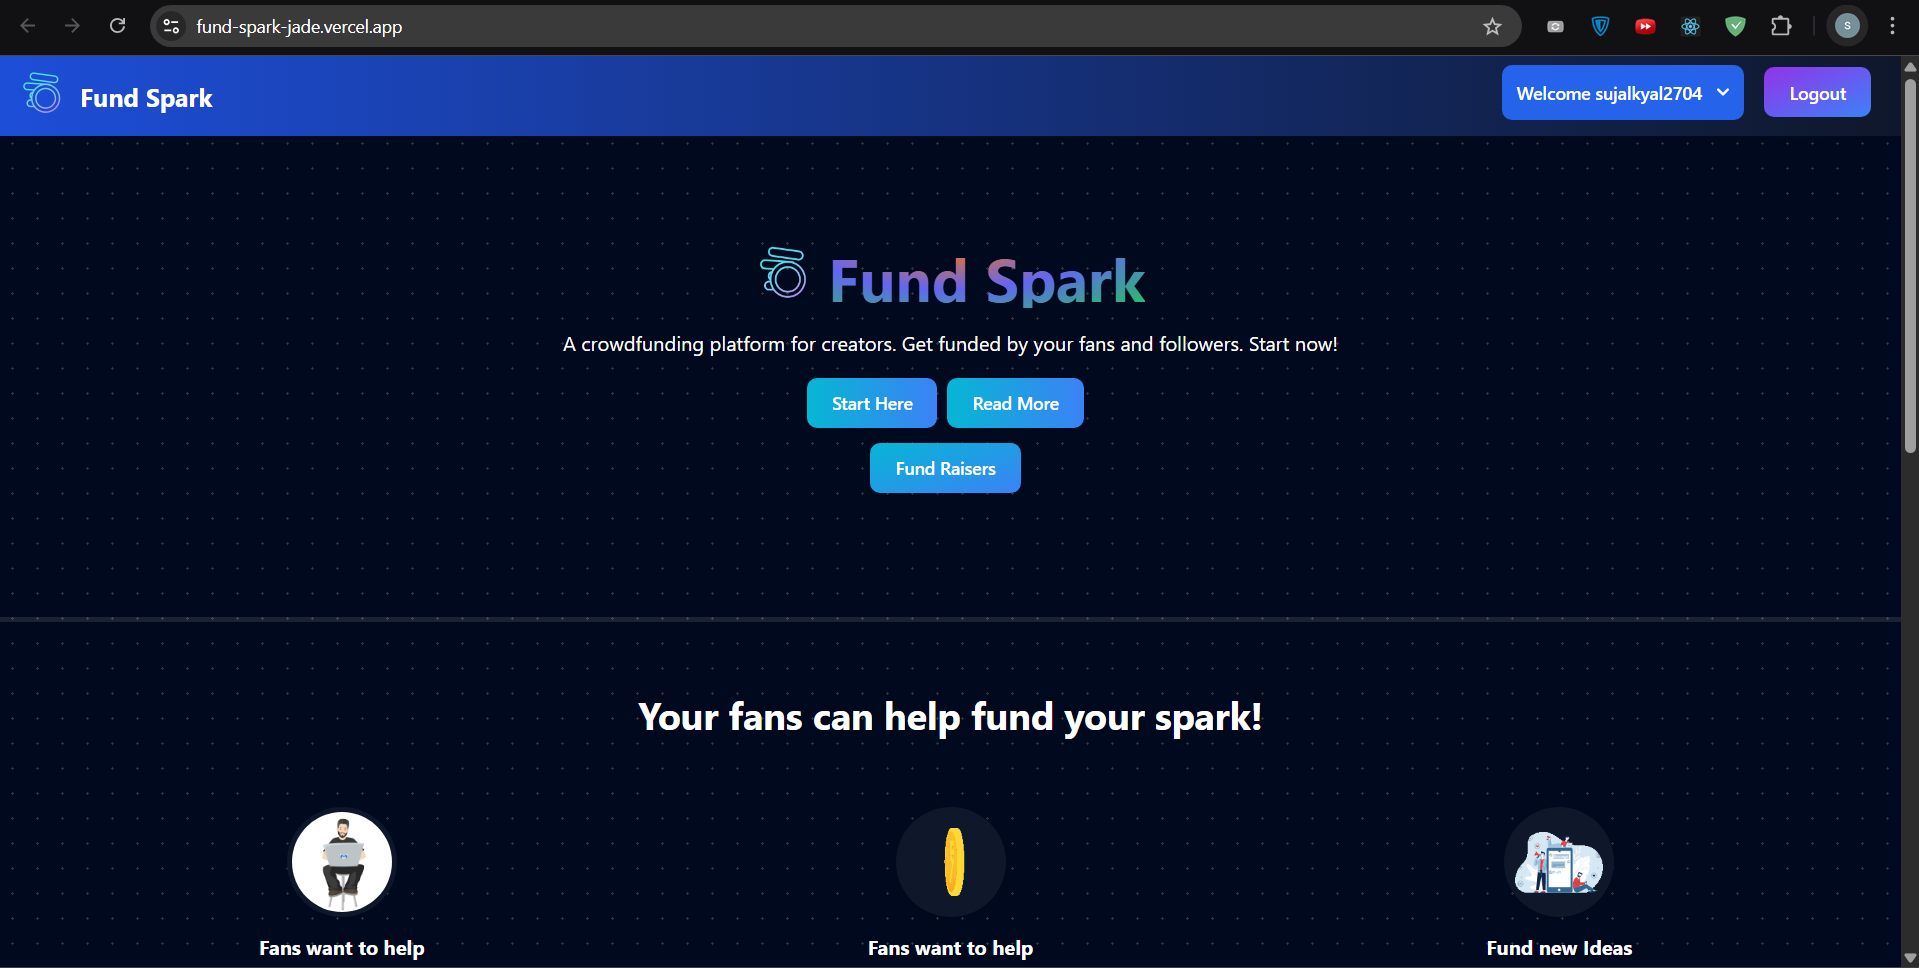 fund-spark-jade.vercel.app
S
Fund Spark
Welcome sujalkyal2704
Logout
Fund Spark
A crowdfunding platform for creators. Get funded by your fans and followers. Start now!
Start Here
Read More
Fund Raisers
Your fans can help fund your spark!
Fans want to help
Fans want to help
Fund new Ideas